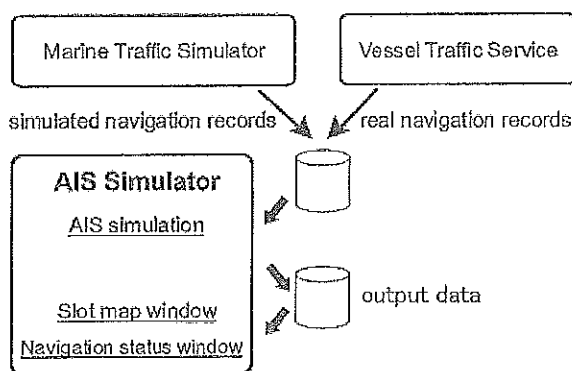 Marine Traffic Simulator
Vessel Traffic Service
simulated navigation records
real navigation records
AIS Simulator
AIS simulation
output data
Slot map window
Navigation status window